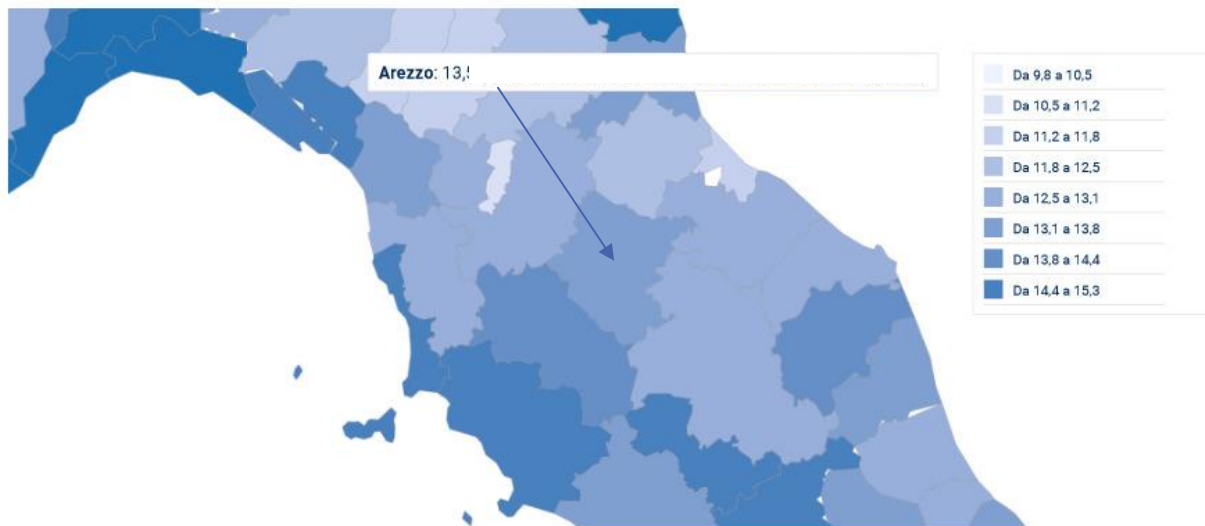 Arezzo: 13,5
Da 9,8 a 10,5
Da 10,5 a 11,2
Da 11,2 a 11,8
Da 11,8 a 12,5
Da 12,5 a 13,1
Da 13,1 a 13,8
Da 13,8 a 14,4
Da 14,4 a 15,3